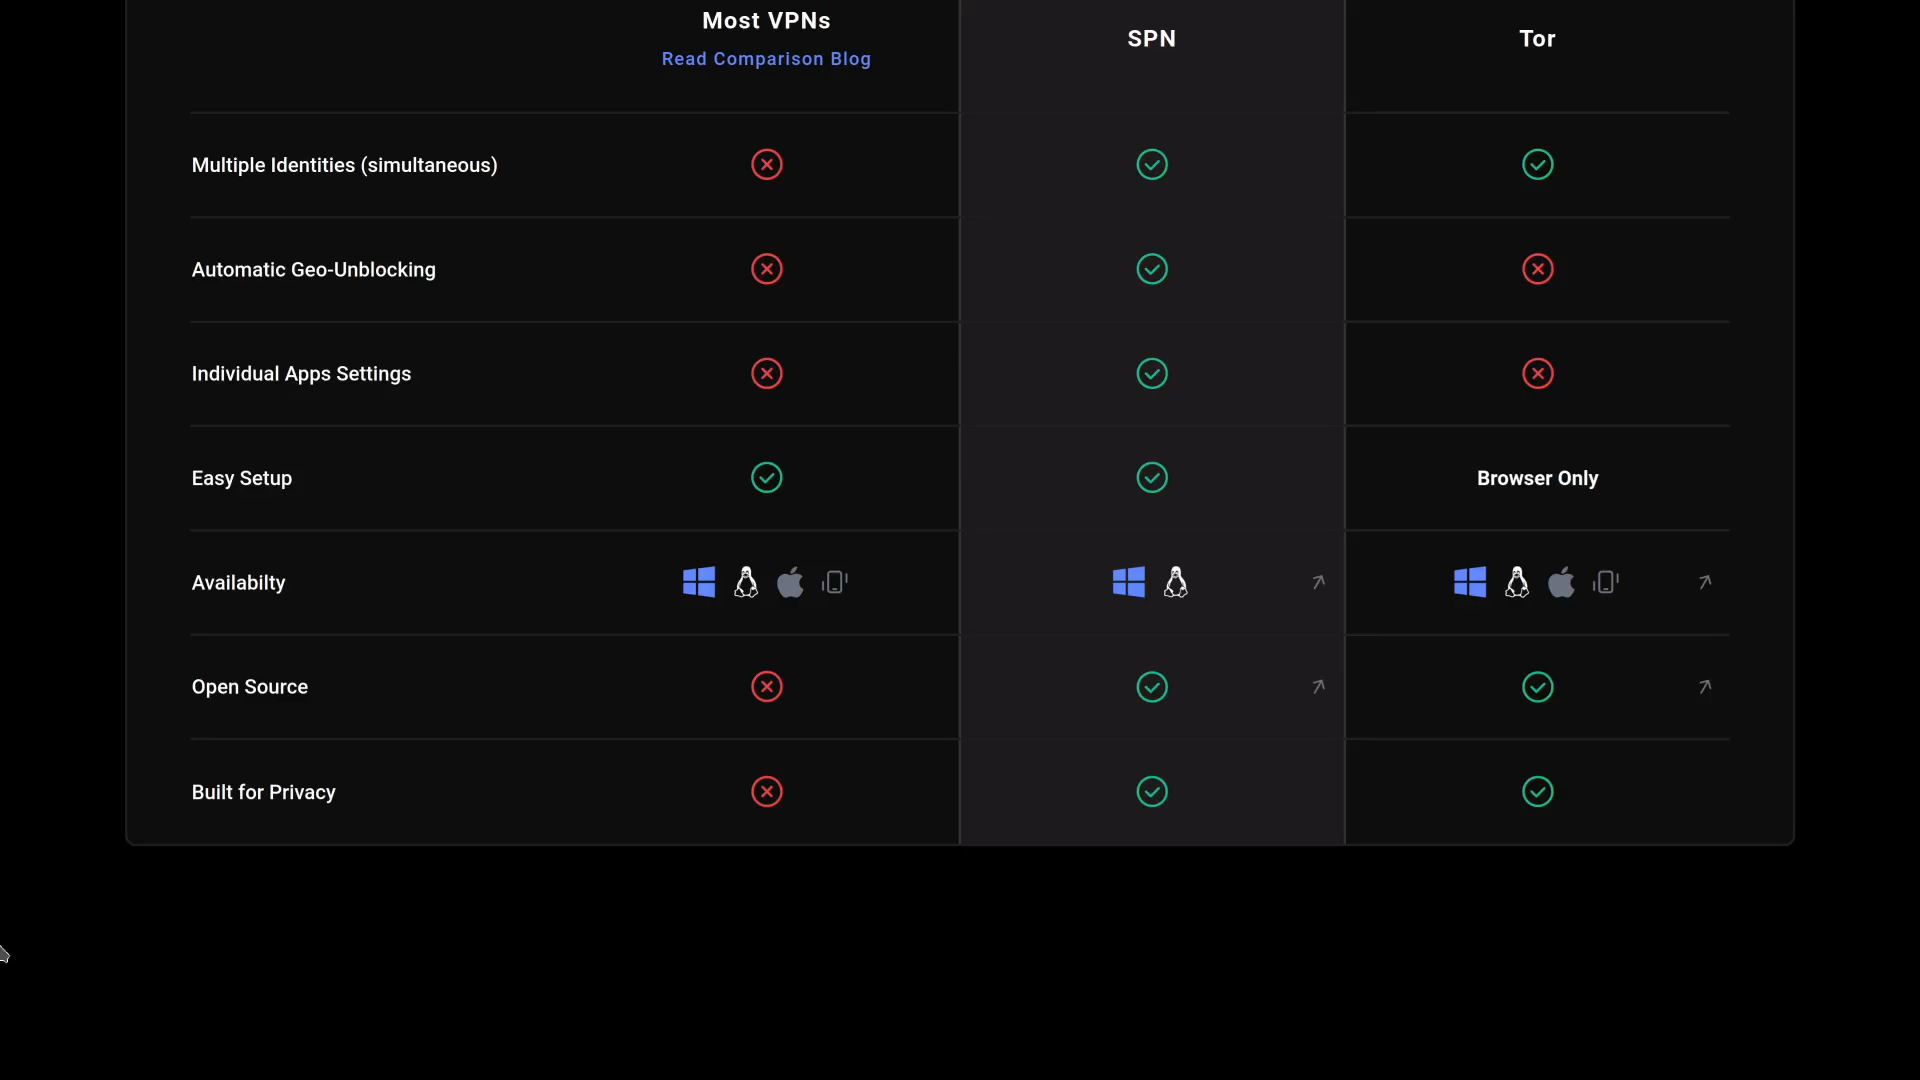 Most VPNs
Read Comparison Blog
SPN
Tor
Multiple Identities (simultaneous)
Automatic Geo-Unblocking
Individual Apps Settings
Easy Setup
Browser Only
Availabilty
Open Source
Built for Privacy